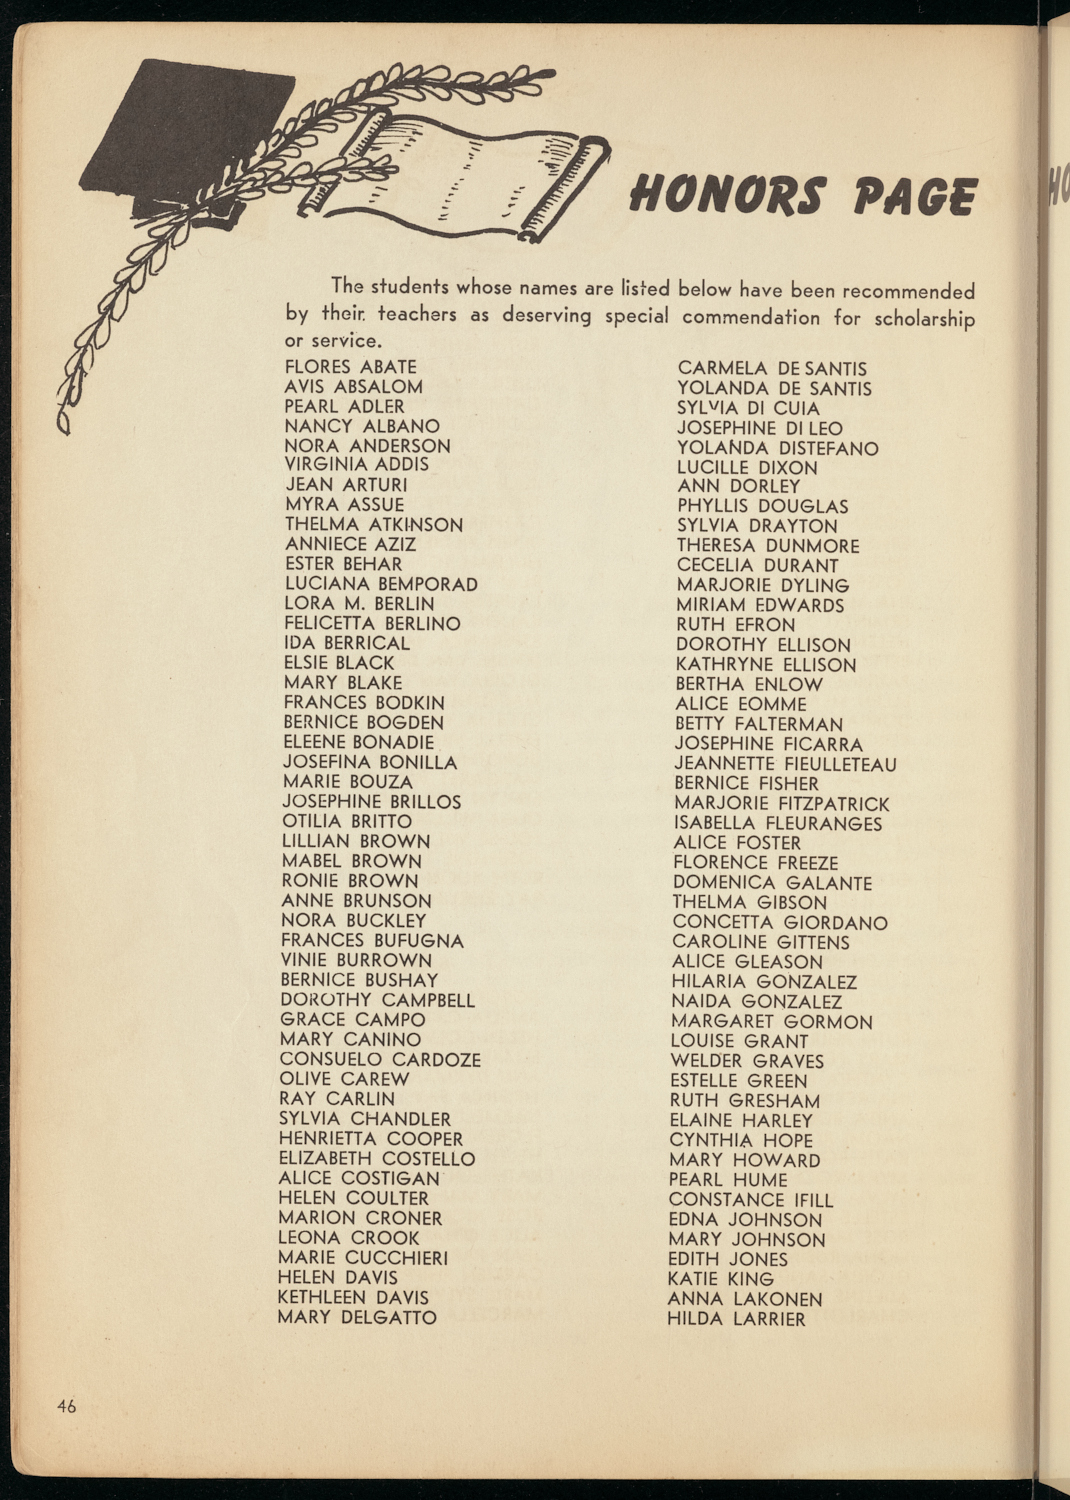 HONORS PAGE
The students whose names are listed below have been recommended
by their teachers as deserving special commendation for scholarship
or service.
FLORES ABATE
AVIS ABSALOM
PEARL ADLER
NANCY ALBANO
NORA ANDERSON
VIRGINIA ADDIS
JEAN ARTURI
MYRA ASSUE
THELMA ATKINSON
ANNIECE AZIZ
ESTER BEHAR
LUCIANA BEMPORAD
LORA M. BERLIN
FELICETTA BERLINO
IDA BERRICAL
ELSIE BLACK
MARY BLAKE
FRANCES BODKIN
BERNICE BOGDEN
ELEENE BONADIE
JOSEFINA BONILLA
MARIE BOUZA
JOSEPHINE BRILLOS
OTILIA BRITTO
LILLIAN BROWN
MABEL BROWN
RONIE BROWN
ANNE BRUNSON
NORA BUCKLEY
FRANCES BUFUGNA
VINIE BURROWN
BERNICE BUSHAY
DOROTHY CAMPBELL
GRACE CAMPO
MARY CANINO
CONSUELO CARDOZE
OLIVE CAREW
RAY CARLIN
SYLVIA CHANDLER
HENRIETTA COOPER
ELIZABETH COSTELLO
ALICE COSTIGAN
HELEN COULTER
MARION CRONER
LEONA CROOK
MARIE CUCCHIERI
HELEN DAVIS
KETHLEEN DAVIS
MARY DELGATTO
CARMELA DE SANTIS
YOLANDA DE SANTIS
SYLVIA DI CUIA
JOSEPHINE DI LEO
YOLANDA DISTEFANO
LUCILLE DIXON
ANN DORLEY
PHYLLIS DOUGLAS
SYLVIA DRAYTON
THERESA DUNMORE
CECELIA DURANT
MARJORIE DYLING
MIRIAM EDWARDS
RUTH EFRON
DOROTHY ELLISON
KATHRYNE ELLISON
BERTHA ENLOW
ALICE EOMME
BETTY FALTERMAN
JOSEPHINE FICARRA
JEANNETTE FIEULLETEAU
BERNICE FISHER
MARJORIE FITZPATRICK
ISABELLA FLEURANGES
ALICE FOSTER
FLORENCE FREEZE
DOMENICA GALANTE
THELMA GIBSON
CONCETTA GIORDANO
CAROLINE GITTENS
ALICE GLEASON
HILARIA GONZALEZ
NAIDA GONZALEZ
MARGARET GORMON
LOUISE GRANT
WELDER GRAVES
ESTELLE GREEN
RUTH GRESHAM
ELAINE HARLEY
CYNTHIA HOPE
MARY HOWARD
PEARL HUME
CONSTANCE IFILL
EDNA JOHNSON
MARY JOHNSON
EDITH JONES
KATIE KING
ANNA LAKONEN
HILDA LARRIER
46